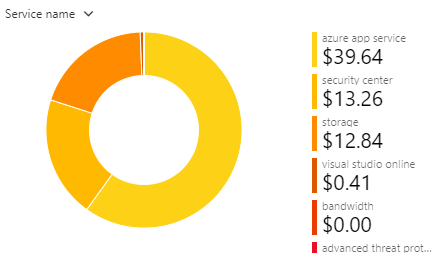 Service name
azure app service
$39.64
security center
$13.26
storage
$12.84
visual studio online
$0.41
bandwidth
$0.00
advanced threat prot...